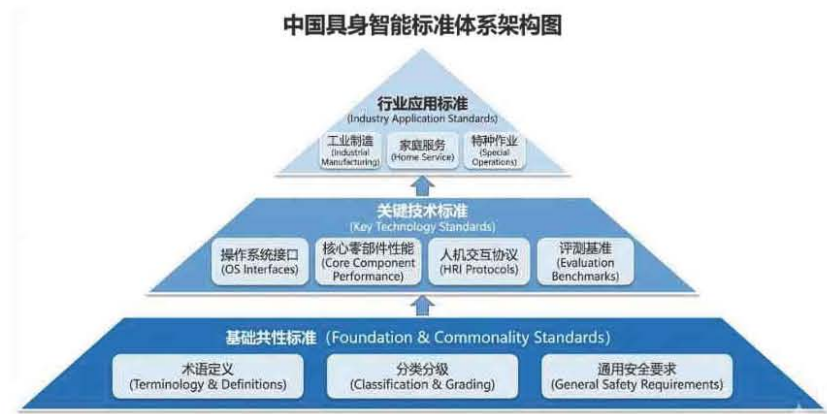 中国具身智能标准体系架构图
行业应用标准
(Industry Application Standards)
工业制造
(Industrial
Manufacturing)
家庭服务
(Home Service)
特种作业
(Special
Operations)
关键技术标准
(Key Technology Standards)
操作系统接口
(OS Interfaces)
核心零部件性能
(Core Component
Performance)
人机交互协议
(HRI Protocols)
评测基准
(Evaluation
Benchmarks)
基础共性标准 (Foundation & Commonality Standards)
术语定义
(Terminology & Definitions)
分类分级
(Classification & Grading)
通用安全要求
(General Safety Requirements)